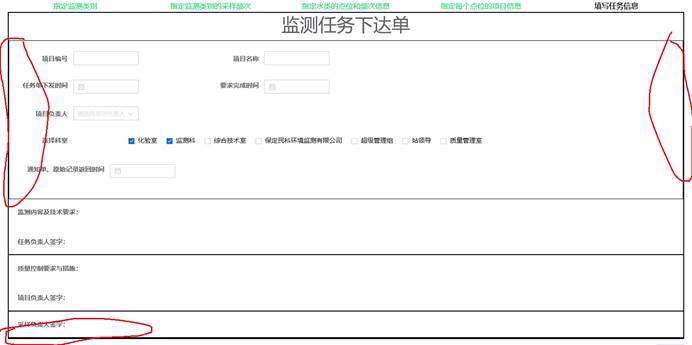 指定监测类别 指定监测类别的采样频次 指定水类的点位和频次信息 指定每个点位的项目信息 填写任务信息
监测任务下达单
项目编号 项目名称
任务单下发时间 要求完成时间
项目负责人 请选择项目负责人
选择科室 化验室 监测科 综合技术室 保定民科环境监测有限公司 超级管理组 站领导 质量管理室
通知单、原始记录返回时间
监测内容及技术要求：
任务负责人签字：
质量控制要求与措施：
项目负责人签字：
采样负责人签字：